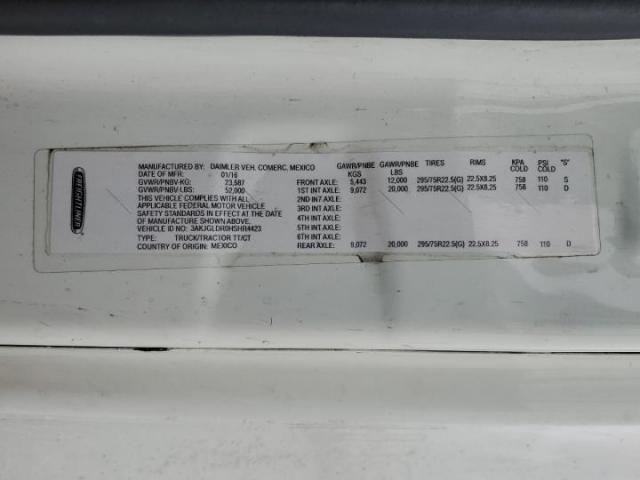 FREIGHTLINER
MANUFACTURED BY: DAIMLER VEH. COMERC, MEXICO
DATE OF MFR: 01/16
GVWR/PNBV-KG: 23,587
GVWR/PNBV-LBS: 52,000
THIS VEHICLE COMPLIES WITH ALL
APPLICABLE FEDERAL MOTOR VEHICLE
SAFETY STANDARDS IN EFFECT ON DATE
OF MANUFACTURE SHOWN ABOVE.
VEHICLE ID NO.: 3AKJGLDR9HSHR4423
TYPE: TRUCK/TRACTOR TT/CT
COUNTRY OF ORIGIN: MEXICO
GAWR/PNBE KGS GAWR/PNBE LBS TIRES RIMS KPA COLD PSI COLD "S"
FRONT AXLE: 5,443 12,000 295/75R22.5(G) 22.5X8.25 758 110 S
1ST INT AXLE: 9,072 20,000 295/75R22.5(G) 22.5X8.25 758 110 D
2ND INT AXLE:
3RD INT AXLE:
4TH INT AXLE:
5TH INT AXLE:
6TH INT AXLE:
REAR AXLE: 9,072 20,000 295/75R22.5(G) 22.5X8.25 758 110 D